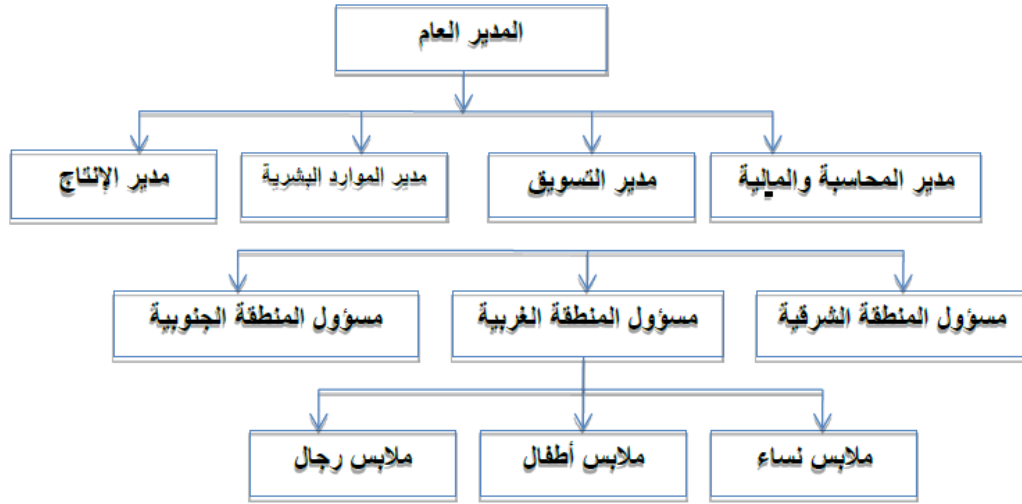 المدير العام
مدير المحاسبة والمالية
مدير التسويق
مدير الموارد البشرية
مدير الإنتاج
مسؤول المنطقة الشرقية
مسؤول المنطقة الغربية
مسؤول المنطقة الجنوبية
ملابس نساء
ملابس أطفال
ملابس رجال